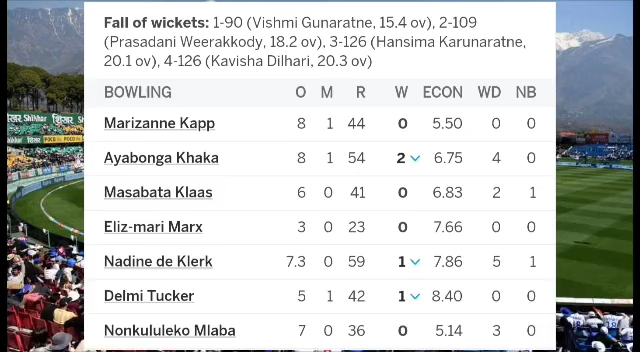 Fall of wickets: 1-90 (Vishmi Gunaratne, 15.4 ov), 2-109
(Prasadani Weerakkody, 18.2 ov), 3-126 (Hansima Karunaratne,
20.1 ov), 4-126 (Kavisha Dilhari, 20.3 ov)
BOWLING O M R W ECON WD NB
Marizanne Kapp 8 1 44 0 5.50 0 0
Ayabonga Khaka 8 1 54 2 6.75 4 0
Masabata Klaas 6 0 41 0 6.83 2 1
Eliz-mari Marx 3 0 23 0 7.66 0 0
Nadine de Klerk 7.3 0 59 1 7.86 5 1
Delmi Tucker 5 1 42 1 8.40 0 0
Nonkululeko Mlaba 7 0 36 0 5.14 3 0
Shikhar शिखर